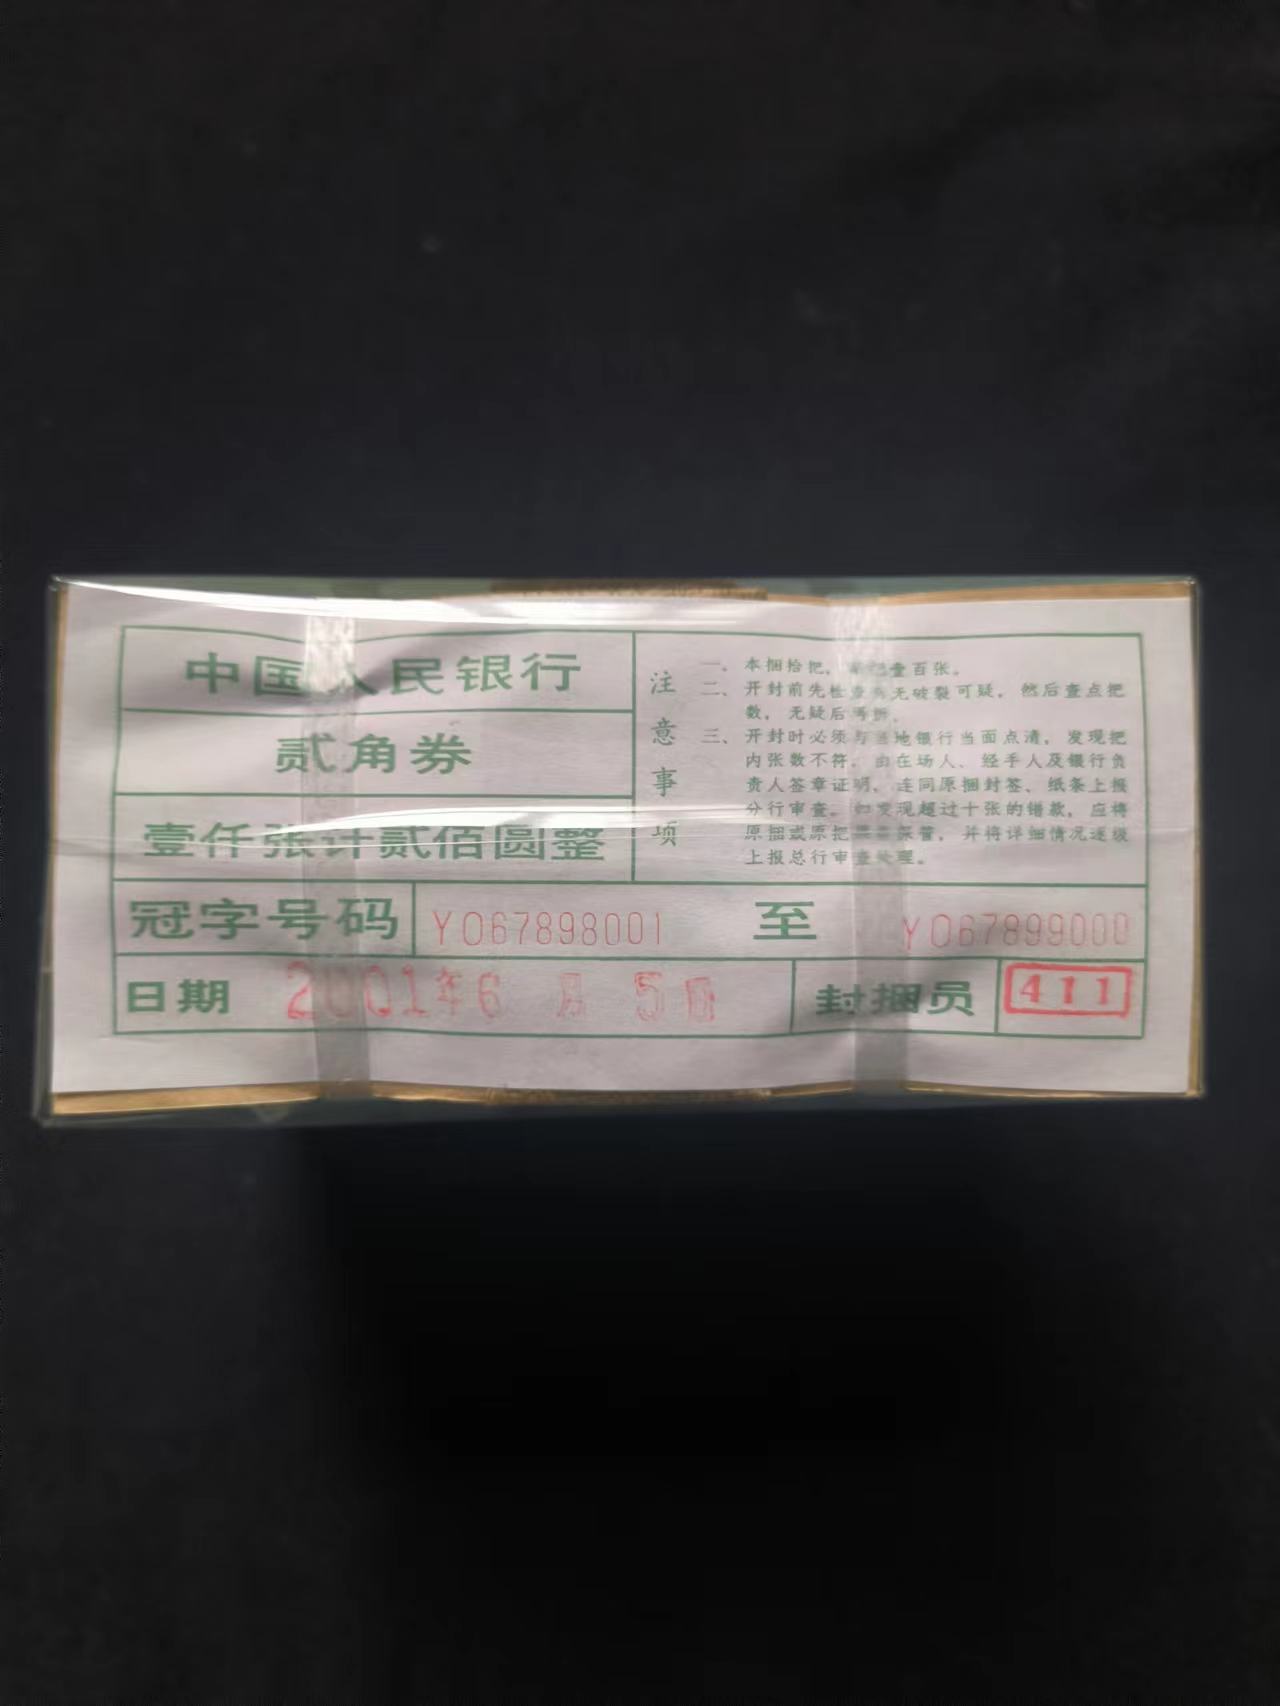 中国人民银行
贰角券
壹仟张计贰佰圆整
注意事项
一、本捆拾把，每把壹百张。
二、开封前先检查有无破裂可疑，然后查点把
数，无疑后再拆。
三、开封时必须与当地银行当面点清，发现把
内张数不符，由在场人、经手人及银行负
责人签章证明，连同原捆封签、纸条上报
分行审查。如发现超过十张的错款，应将
原捆或原把保管，并将详细情况逐级
上报总行审查处理。
冠字号码 YO67898001 至 YO67899000
日期 2001年6月5日 封捆员 411